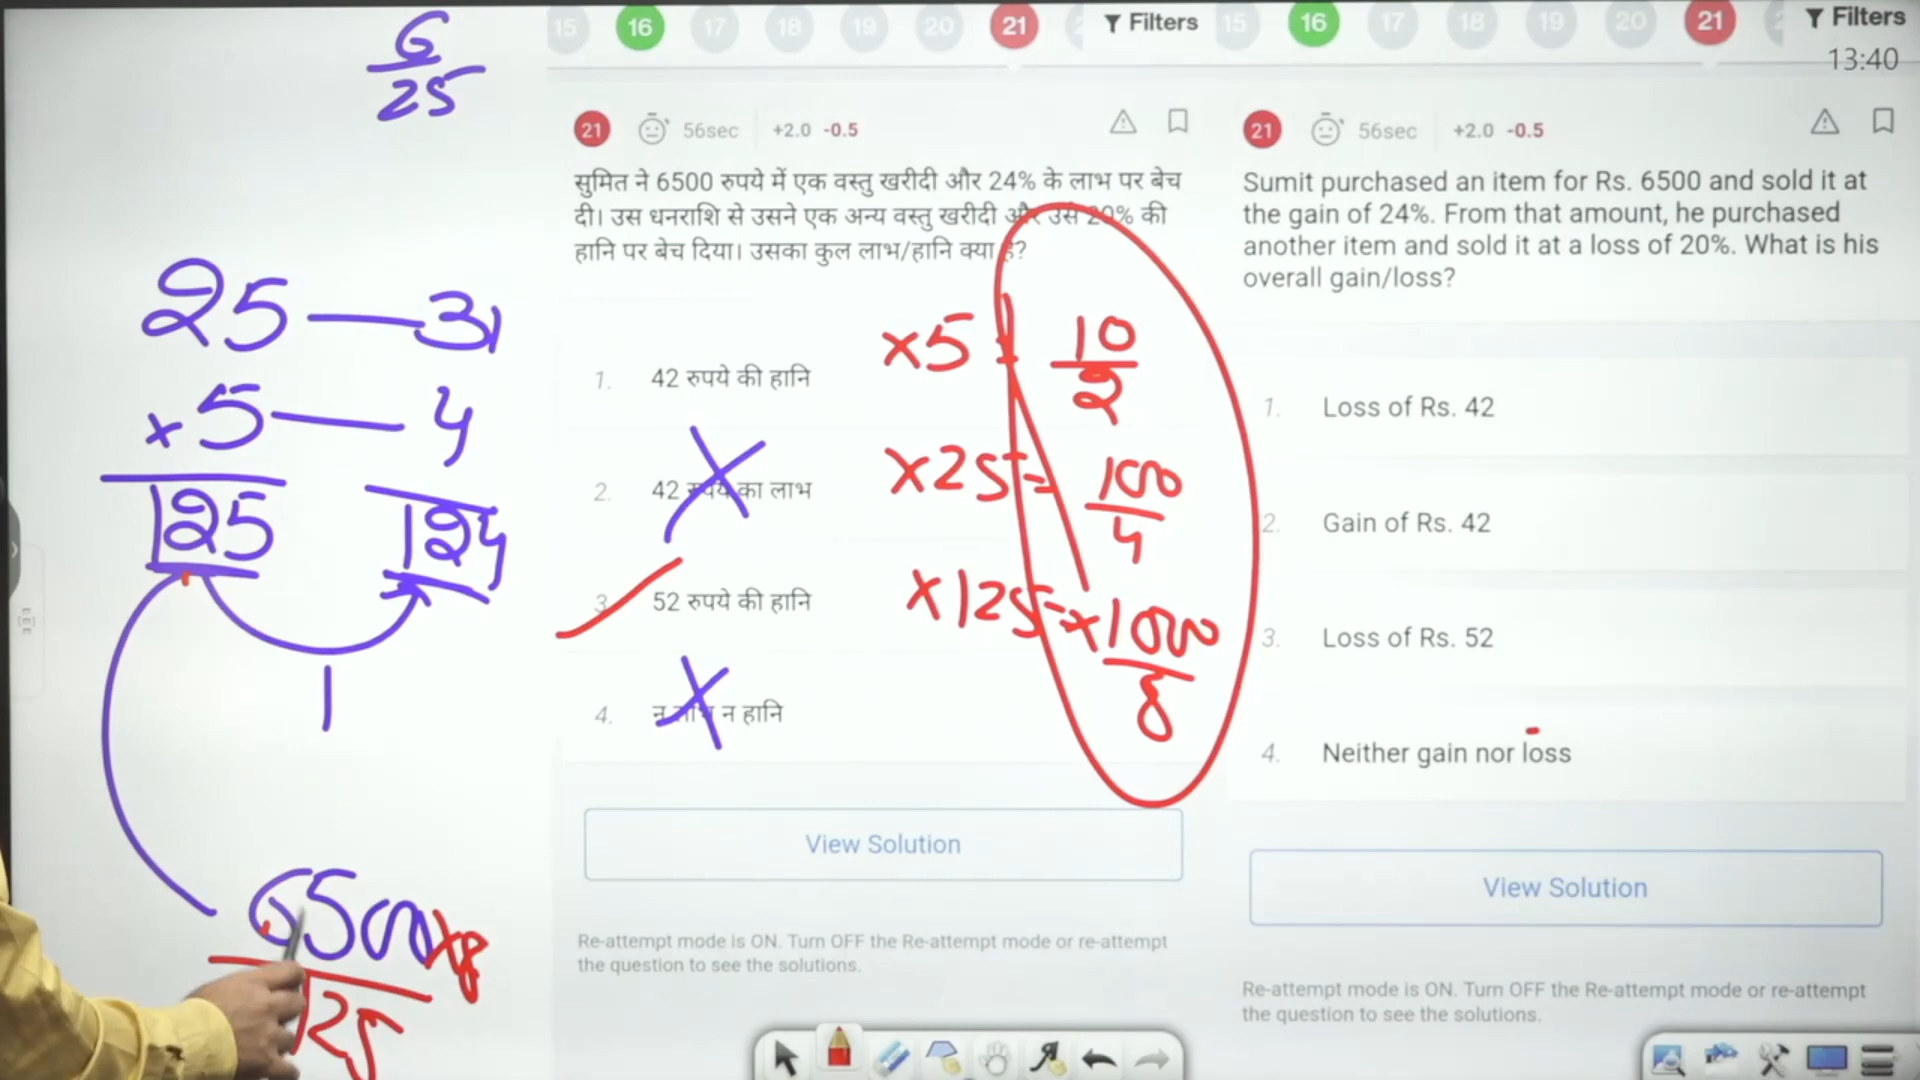 6
25
25 — 31
× 5 — 4
125 124
1
6500×8
125
15 16 17 18 19 20 21 Filters
21 56sec +2.0 -0.5
सुमित ने 6500 रुपये में एक वस्तु खरीदी और 24% के लाभ पर बेच
दी। उस धनराशि से उसने एक अन्य वस्तु खरीदी और उसे 20% की
हानि पर बेच दिया। उसका कुल लाभ/हानि क्या है?
1. 42 रुपये की हानि
2. 42 रुपये का लाभ
3. 52 रुपये की हानि
4. न लाभ न हानि
×5 = 10
2
×25 = 100
4
×125 = ×1000
8
View Solution
Re-attempt mode is ON. Turn OFF the Re-attempt mode or re-attempt
the question to see the solutions.
15 16 17 18 19 20 21 2 Filters
13:40
21 56sec +2.0 -0.5
Sumit purchased an item for Rs. 6500 and sold it at
the gain of 24%. From that amount, he purchased
another item and sold it at a loss of 20%. What is his
overall gain/loss?
1. Loss of Rs. 42
2. Gain of Rs. 42
3. Loss of Rs. 52
4. Neither gain nor loss
View Solution
Re-attempt mode is ON. Turn OFF the Re-attempt mode or re-attempt
the question to see the solutions.